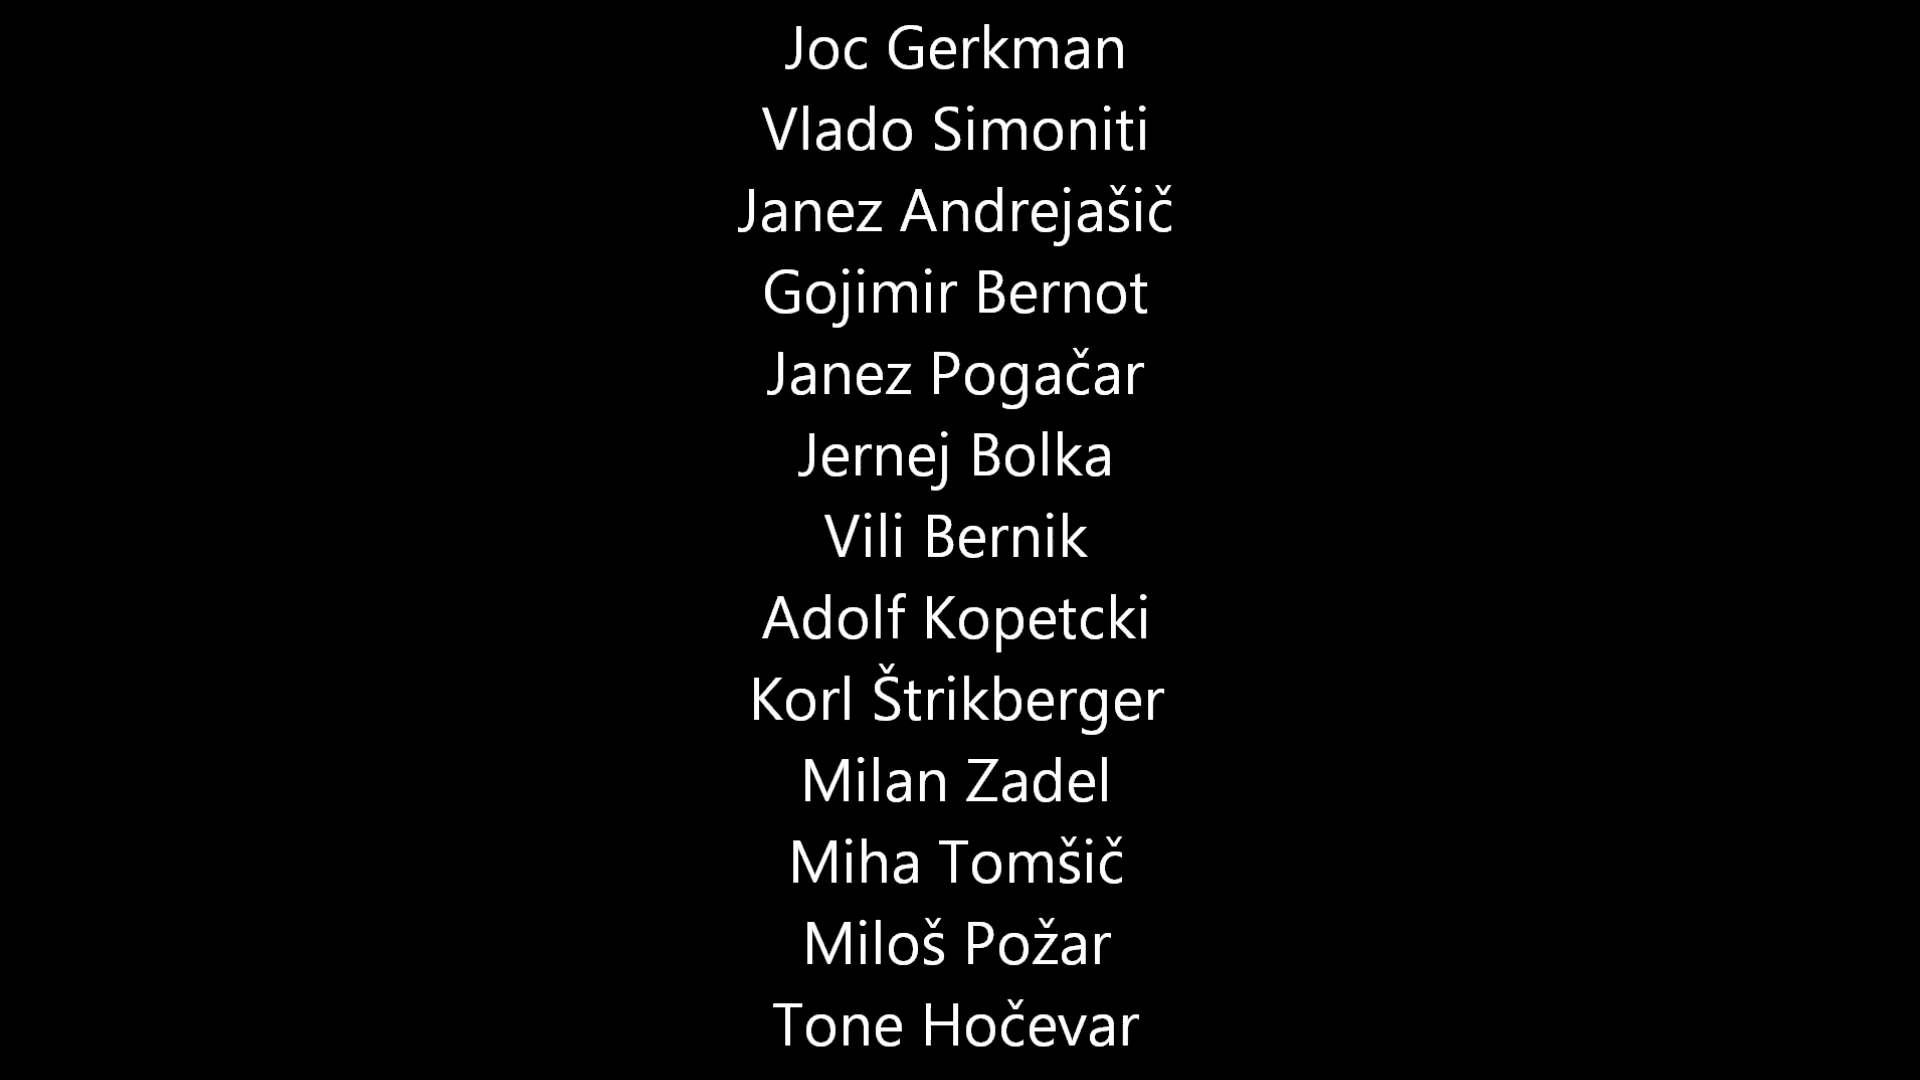 Joc Gerkman
Vlado Simoniti
Janez Andrejašič
Gojimir Bernot
Janez Pogačar
Jernej Bolka
Vili Bernik
Adolf Kopetcki
Korl Štrikberger
Milan Zadel
Miha Tomšič
Miloš Požar
Tone Hočevar